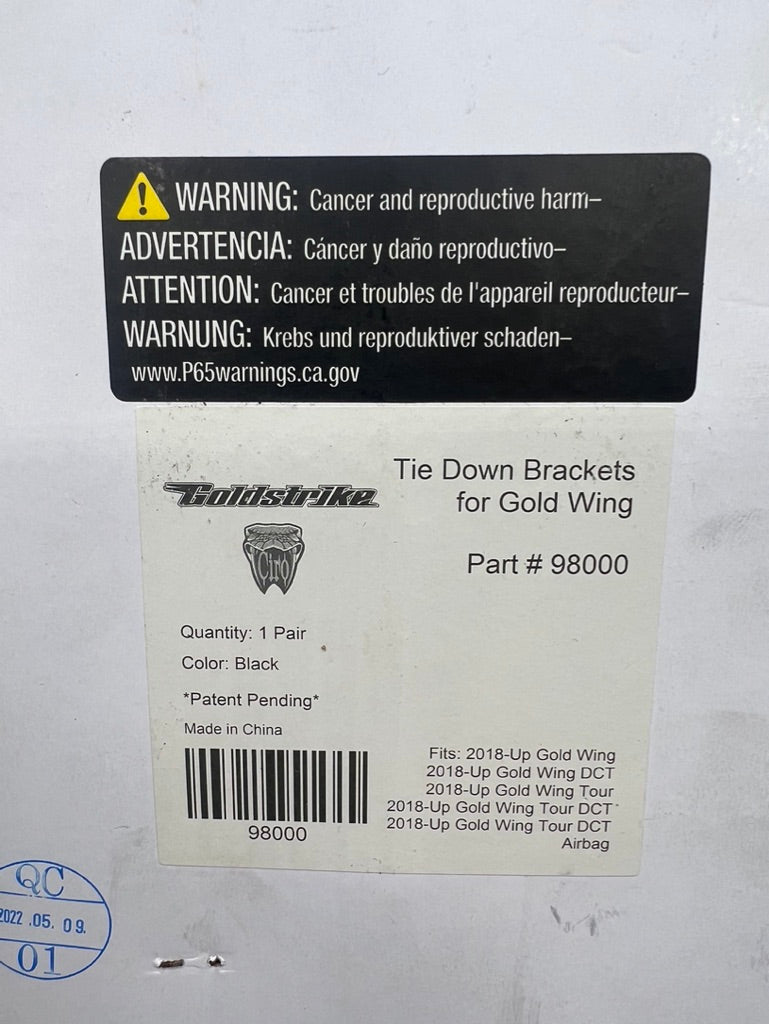 WARNING: Cancer and reproductive harm–
ADVERTENCIA: Cáncer y daño reproductivo–
ATTENTION: Cancer et troubles de l'appareil reproducteur–
WARNUNG: Krebs und reproduktiver schaden–
www.P65warnings.ca.gov
Goldstrike
Ciro
Tie Down Brackets
for Gold Wing
Part # 98000
Quantity: 1 Pair
Color: Black
*Patent Pending*
Made in China
98000
Fits: 2018-Up Gold Wing
2018-Up Gold Wing DCT
2018-Up Gold Wing Tour
2018-Up Gold Wing Tour DCT
2018-Up Gold Wing Tour DCT
Airbag
QC
2022 .05. 09.
01